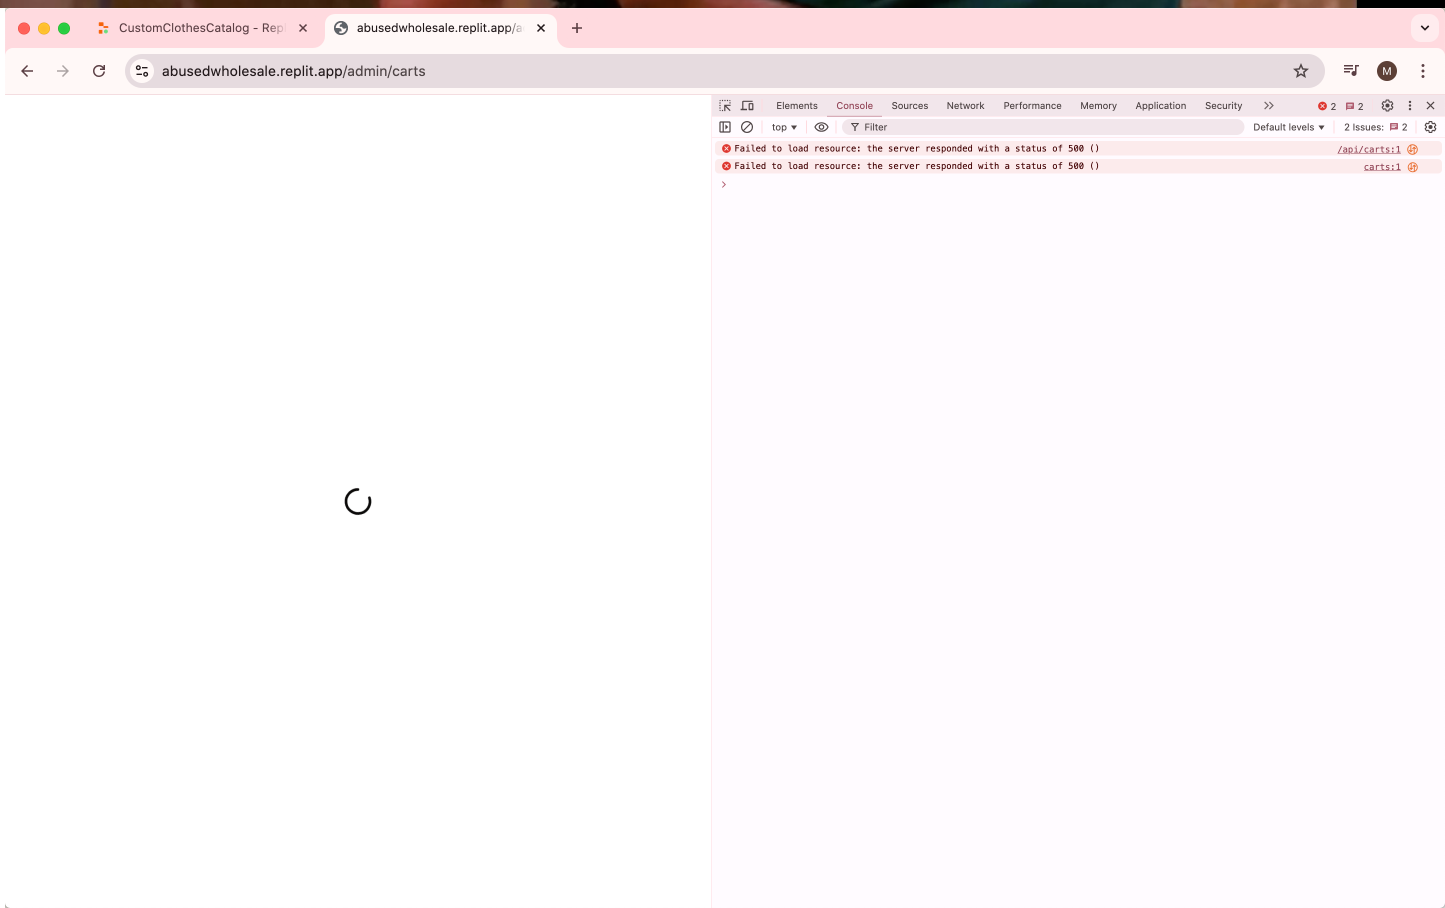 CustomClothesCatalog - Rep
abusedwholesale.replit.app/a
abusedwholesale.replit.app/admin/carts
M
Elements Console Sources Network Performance Memory Application Security 2 2
top Filter Default levels 2 Issues: 2
Failed to load resource: the server responded with a status of 500 () /api/carts:1
Failed to load resource: the server responded with a status of 500 () carts:1